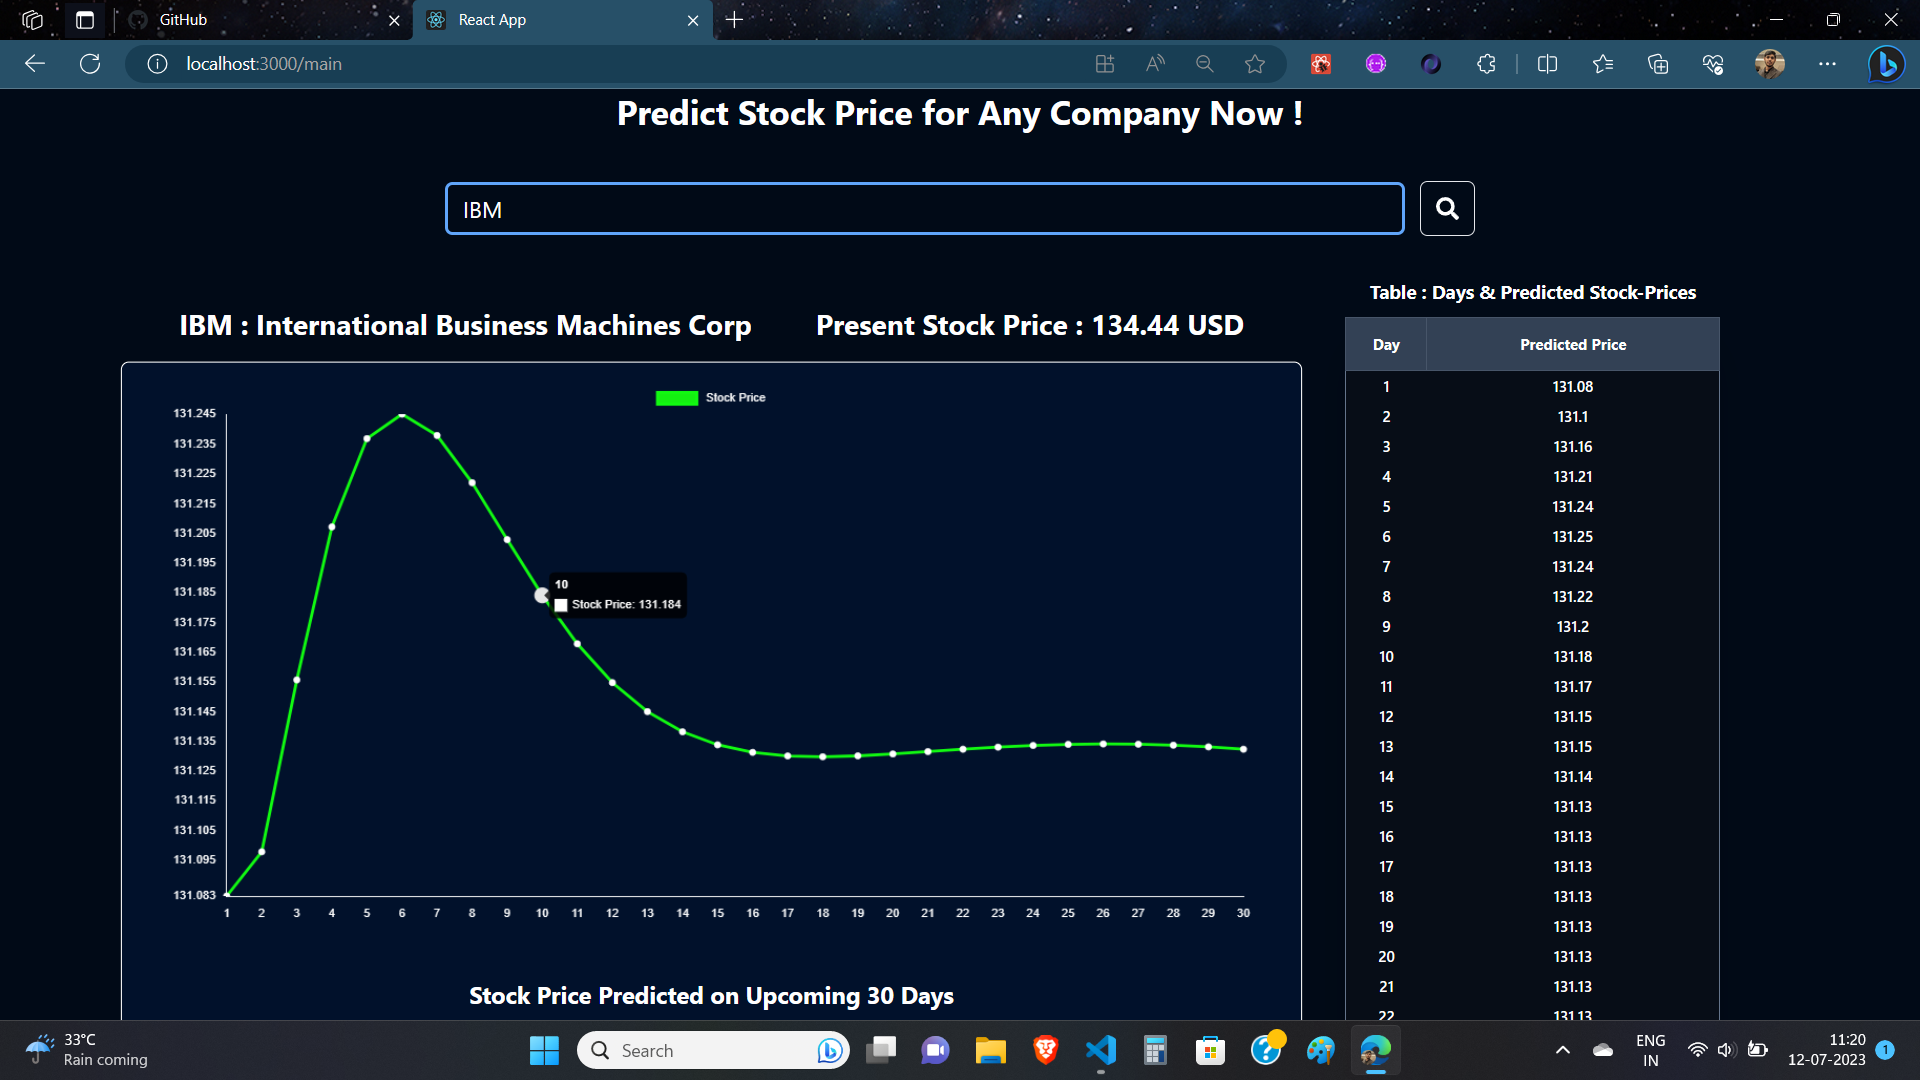 GitHub
React App
localhost:3000/main
Predict Stock Price for Any Company Now !
IBM
IBM : International Business Machines Corp
Present Stock Price : 134.44 USD
Stock Price
131.245
131.235
131.225
131.215
131.205
131.195
131.185
131.175
131.165
131.155
131.145
131.135
131.125
131.115
131.105
131.095
131.083
10
Stock Price: 131.184
1 2 3 4 5 6 7 8 9 10 11 12 13 14 15 16 17 18 19 20 21 22 23 24 25 26 27 28 29 30
Stock Price Predicted on Upcoming 30 Days
Table : Days & Predicted Stock-Prices
Day Predicted Price
1 131.08
2 131.1
3 131.16
4 131.21
5 131.24
6 131.25
7 131.24
8 131.22
9 131.2
10 131.18
11 131.17
12 131.15
13 131.15
14 131.14
15 131.13
16 131.13
17 131.13
18 131.13
19 131.13
20 131.13
21 131.13
22 131.13
33°C
Rain coming
Search
ENG
IN
11:20
12-07-2023
1